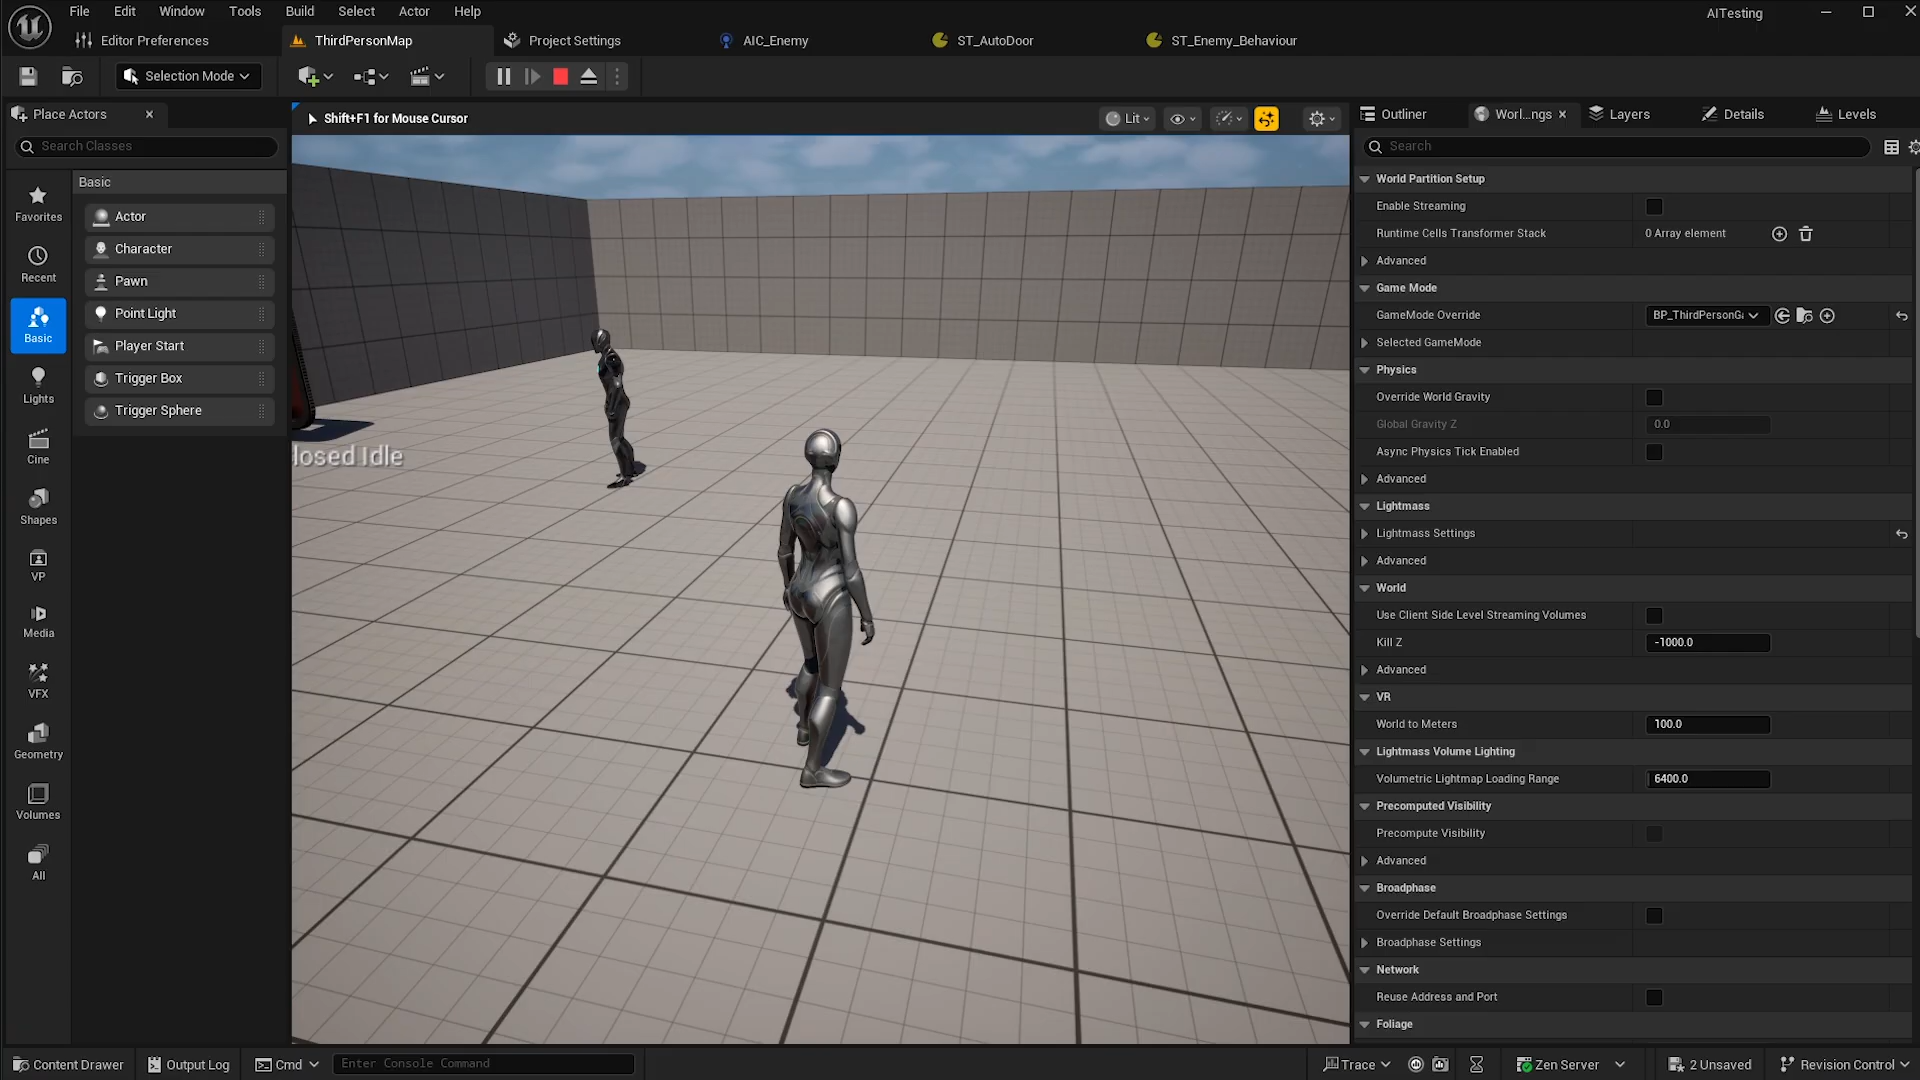 File Edit Window Tools Build Select Actor Help
AITesting
Editor Preferences
ThirdPersonMap
Project Settings
AIC_Enemy
ST_AutoDoor
ST_Enemy_Behaviour
Selection Mode
Place Actors
Search Classes
Favorites
Recent
Basic
Lights
Cine
Shapes
VP
Media
VFX
Geometry
Volumes
All
Basic
Actor
Character
Pawn
Point Light
Player Start
Trigger Box
Trigger Sphere
Shift+F1 for Mouse Cursor
Lit
losed Idle
Outliner
Worl...ngs
Layers
Details
Levels
Search
World Partition Setup
Enable Streaming
Runtime Cells Transformer Stack 0 Array element
Advanced
Game Mode
GameMode Override BP_ThirdPersonGa
Selected GameMode
Physics
Override World Gravity
Global Gravity Z 0.0
Async Physics Tick Enabled
Advanced
Lightmass
Lightmass Settings
Advanced
World
Use Client Side Level Streaming Volumes
Kill Z -1000.0
Advanced
VR
World to Meters 100.0
Lightmass Volume Lighting
Volumetric Lightmap Loading Range 6400.0
Precomputed Visibility
Precompute Visibility
Advanced
Broadphase
Override Default Broadphase Settings
Broadphase Settings
Network
Reuse Address and Port
Foliage
Content Drawer
Output Log
Cmd
Enter Console Command
Trace
Zen Server
2 Unsaved
Revision Control